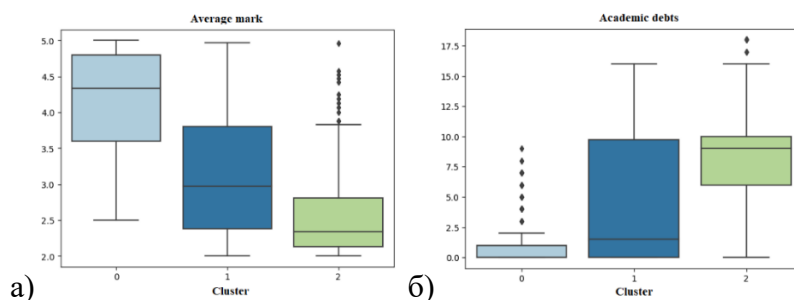 Average mark
5.0
4.5
4.0
3.5
3.0
2.5
2.0
0 1 2
Cluster
а)
Academic debts
17.5
15.0
12.5
10.0
7.5
5.0
2.5
0.0
0 1 2
Cluster
б)